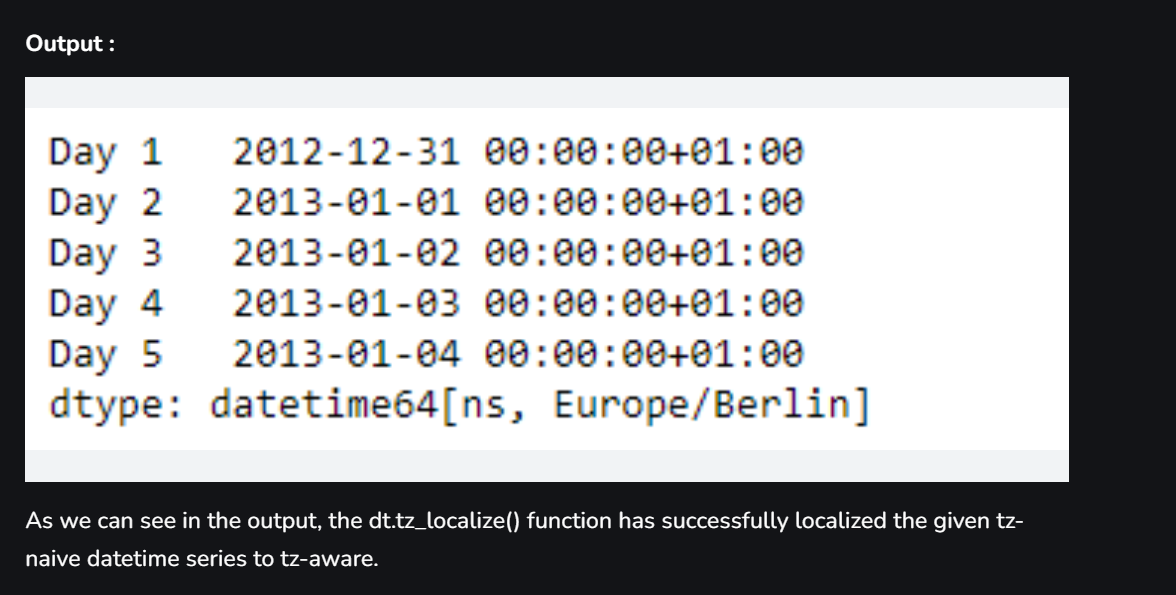 Output :
Day 1   2012-12-31 00:00:00+01:00
Day 2   2013-01-01 00:00:00+01:00
Day 3   2013-01-02 00:00:00+01:00
Day 4   2013-01-03 00:00:00+01:00
Day 5   2013-01-04 00:00:00+01:00
dtype: datetime64[ns, Europe/Berlin]
As we can see in the output, the dt.tz_localize() function has successfully localized the given tz-
naive datetime series to tz-aware.